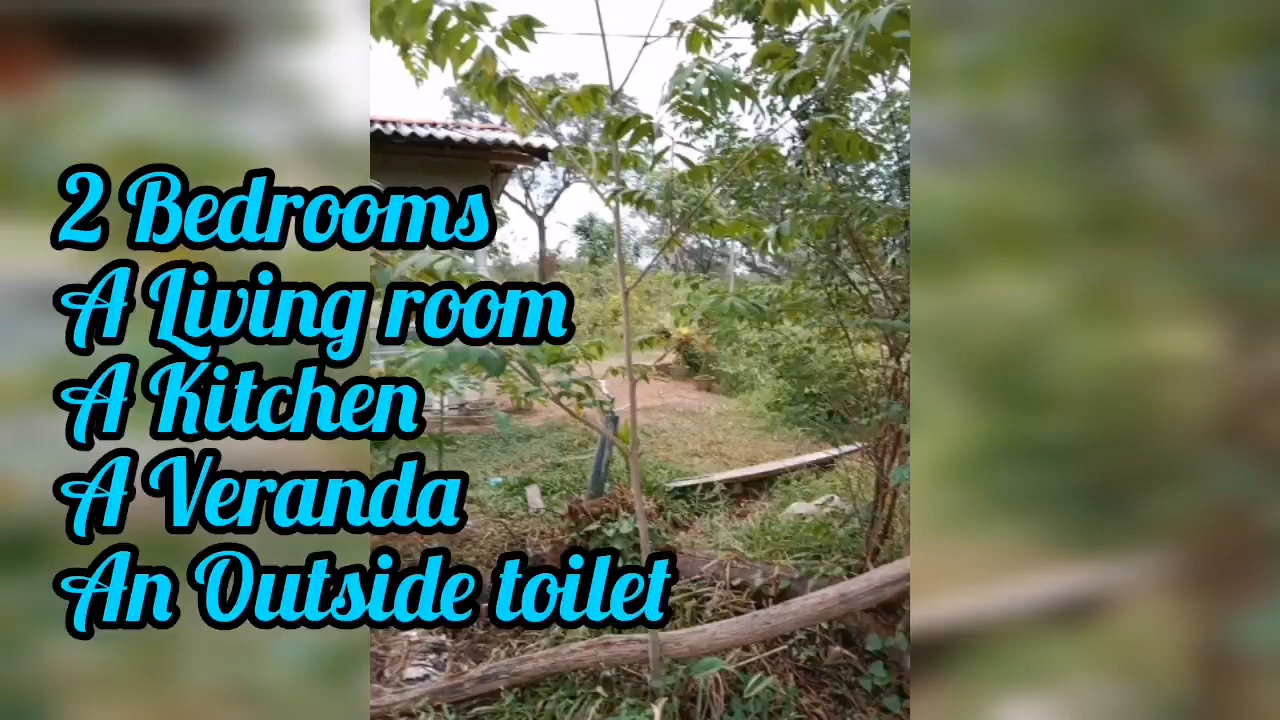 2 Bedrooms
A Living room
A Kitchen
A Veranda
An Outside toilet